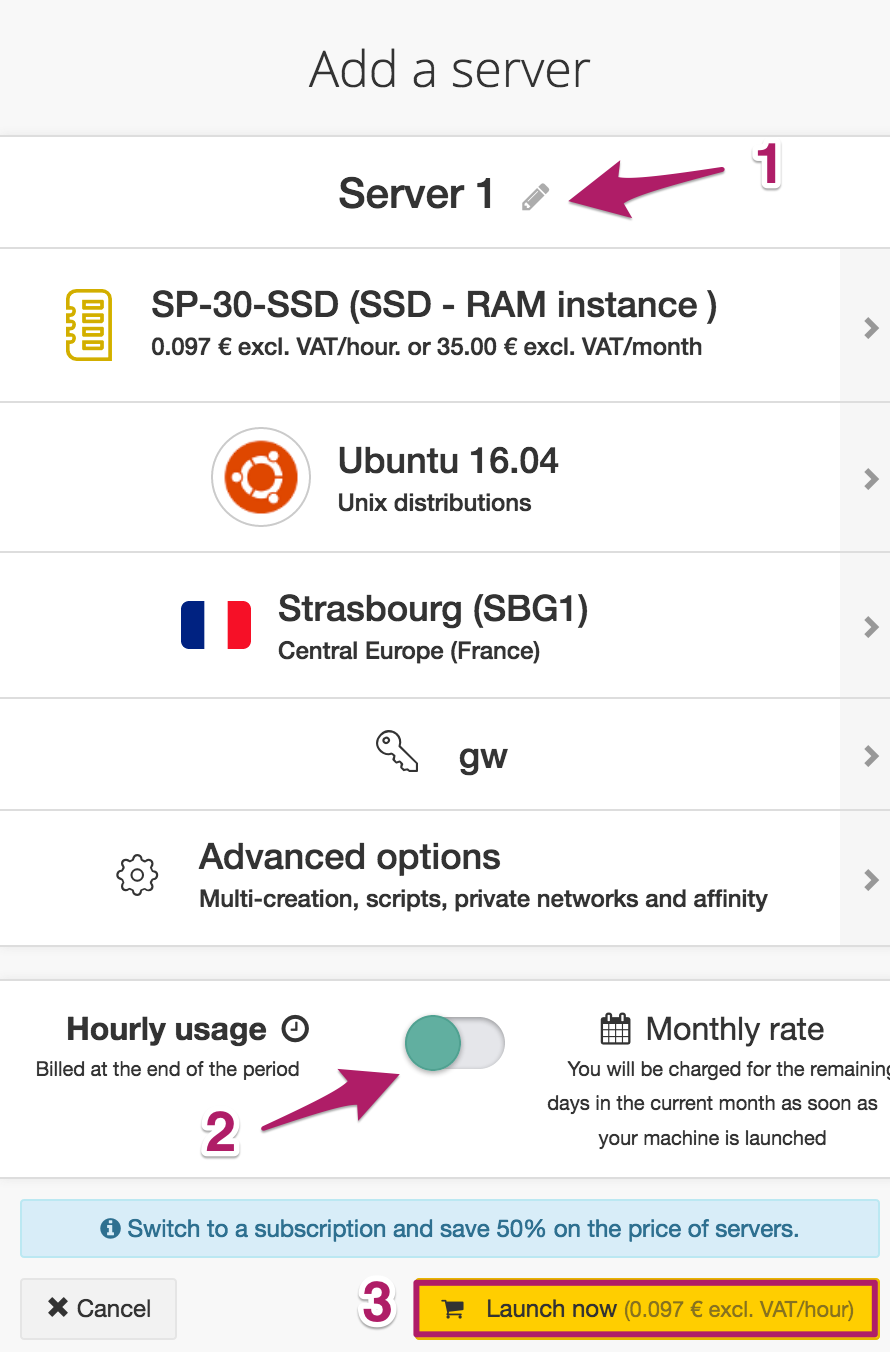 Add a server
Server 1
1
SP-30-SSD (SSD - RAM instance )
0.097 € excl. VAT/hour. or 35.00 € excl. VAT/month
Ubuntu 16.04
Unix distributions
Strasbourg (SBG1)
Central Europe (France)
gw
Advanced options
Multi-creation, scripts, private networks and affinity
Hourly usage
Billed at the end of the period
2
Monthly rate
You will be charged for the remaining
days in the current month as soon as
your machine is launched
Switch to a subscription and save 50% on the price of servers.
Cancel
3
Launch now (0.097 € excl. VAT/hour)